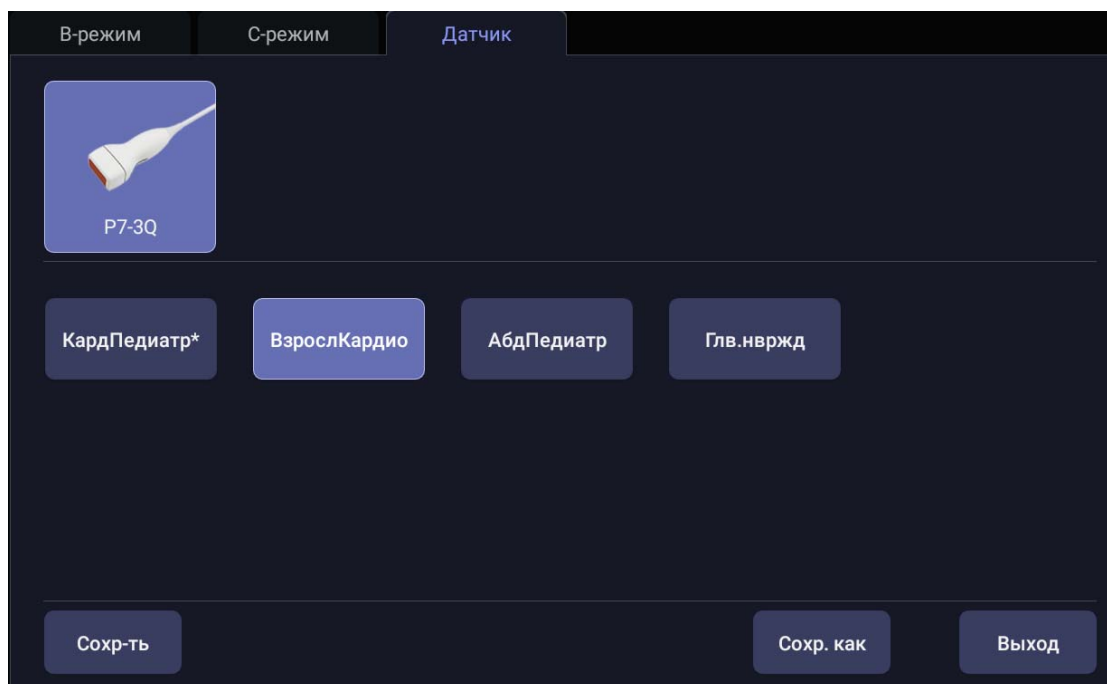 В-режим
С-режим
Датчик
P7-3Q
КардПедиатр*
ВзрослКардио
АбдПедиатр
Глв.нвржд
Сохр-ть
Сохр. как
Выход